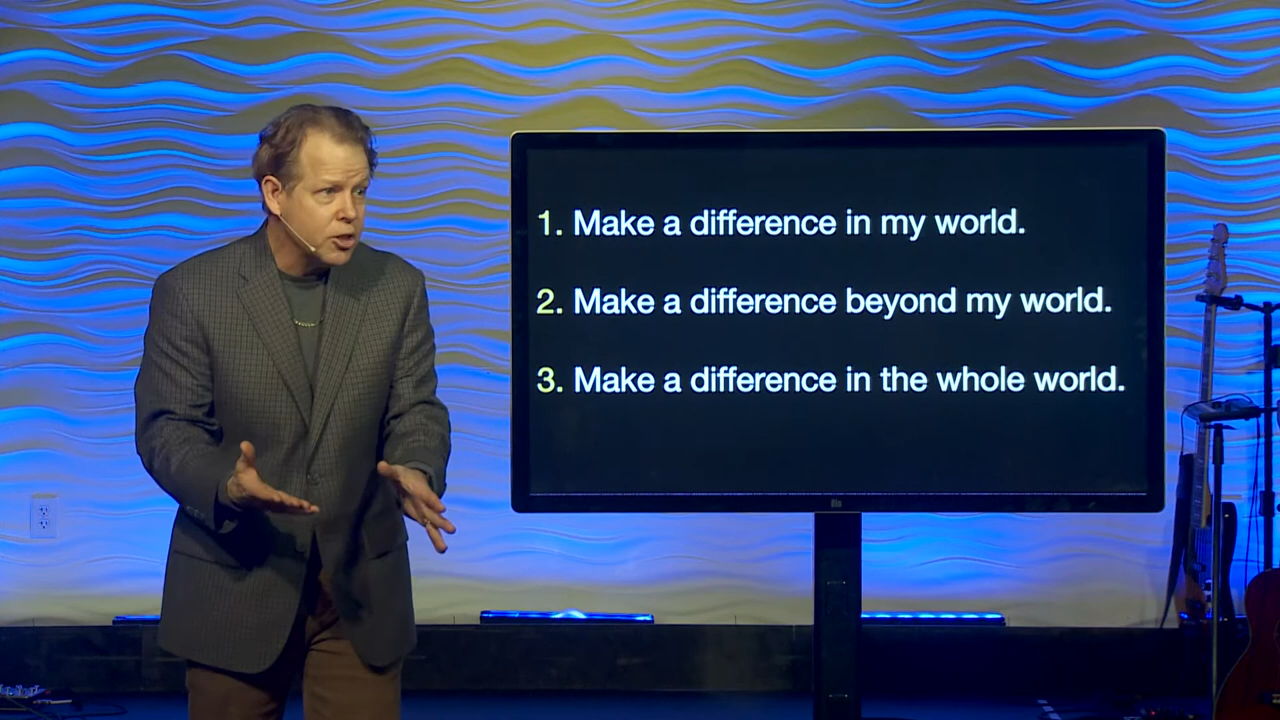 1. Make a difference in my world.
2. Make a difference beyond my world.
3. Make a difference in the whole world.